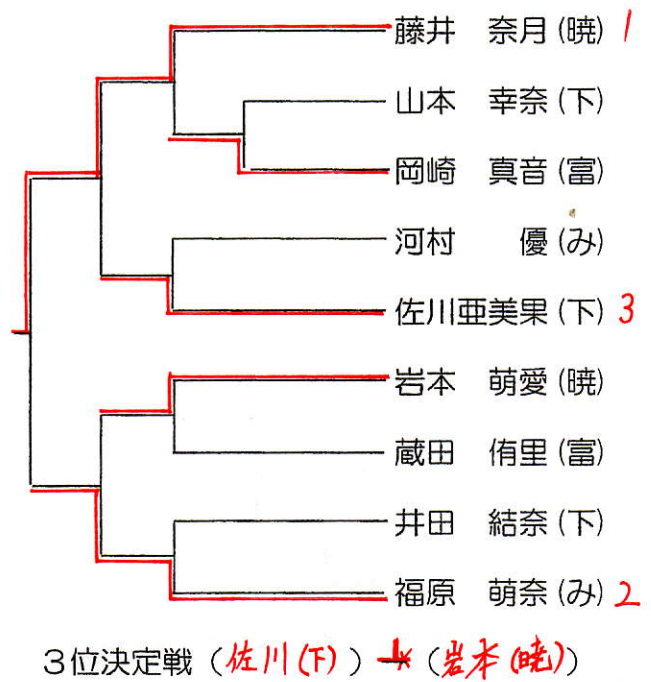 藤井 奈月(暁) 1
山本 幸奈(下)
岡崎 真音(富)
河村 優(み)
佐川亜美果(下) 3
岩本 萌愛(暁)
蔵田 侑里(富)
井田 結奈(下)
福原 萌奈(み) 2
3位決定戦(佐川(下))(岩本(暁))